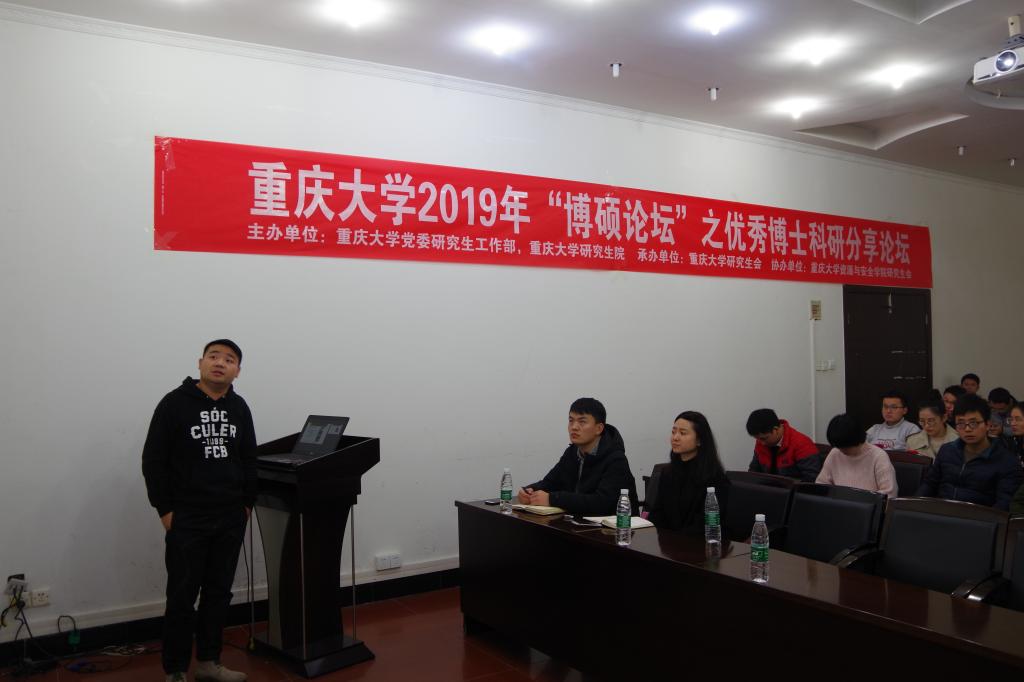 重庆大学2019年“博硕论坛”之优秀博士科研分享论坛
主办单位：重庆大学党委研究生工作部，重庆大学研究生院 承办单位：重庆大学研究生会 协办单位：重庆大学资源与安全学院研究生会
SÓC
CULER
-1899-
FCB